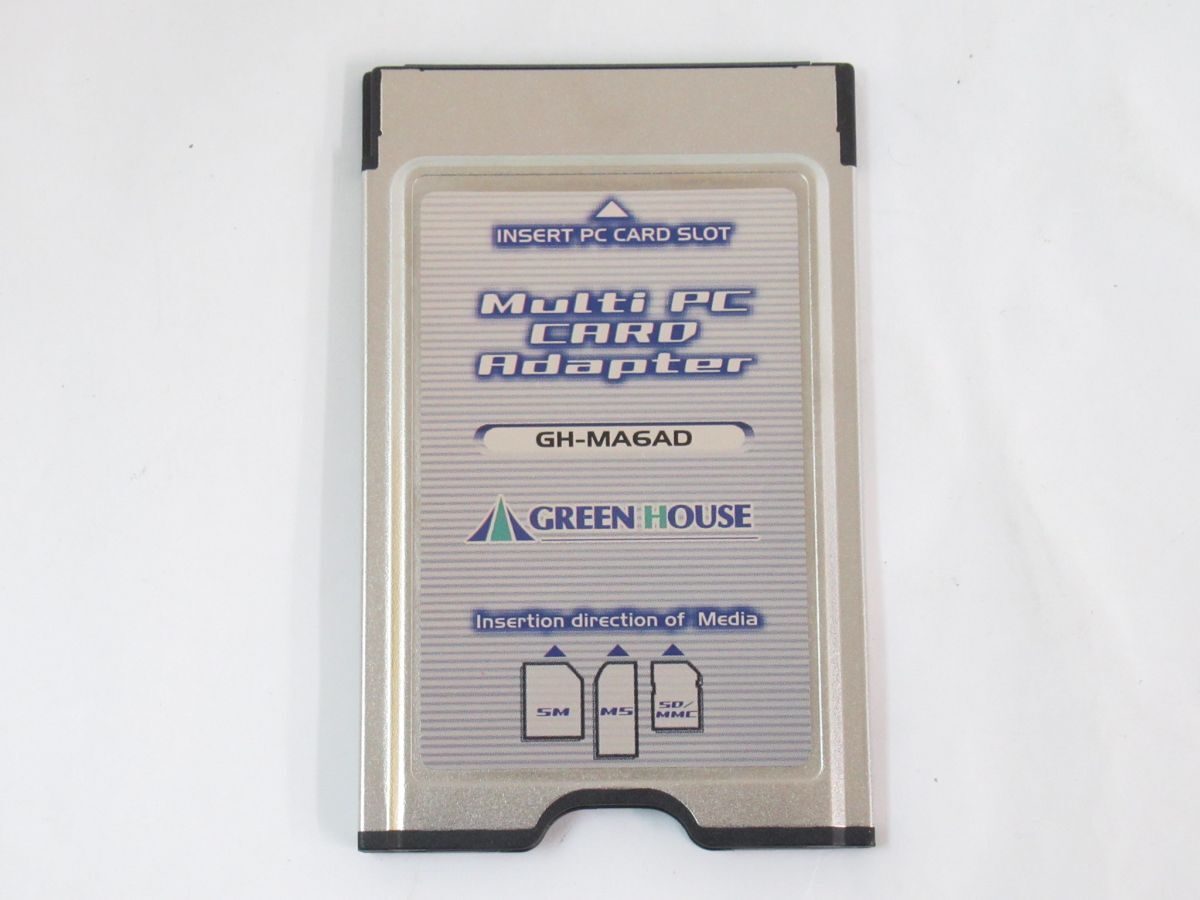 INSERT PC CARD SLOT
Multi PC
CARD
Adapter
GH-MA6AD
GREEN HOUSE
Insertion direction of Media
SM
MS
SD/
MMC